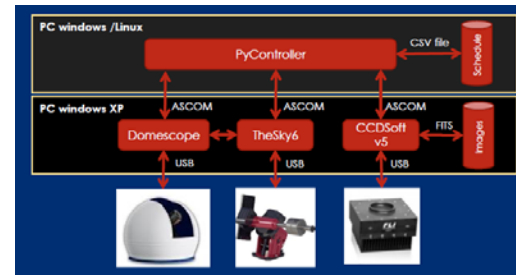 PC windows /Linux
PyController
CSV file
Schedule
ASCOM
ASCOM
ASCOM
PC windows XP
Domescope
TheSky6
CCDSoft
v5
FITS
Images
USB
USB
USB